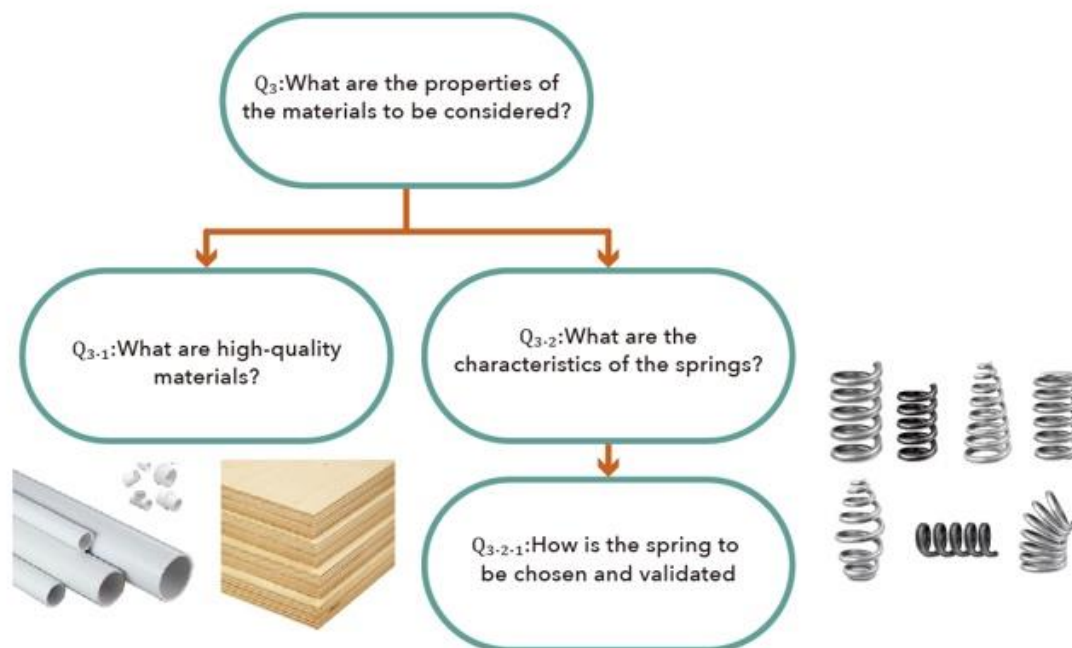 Q₃:What are the properties of
the materials to be considered?
Q₃₋₁:What are high-quality
materials?
Q₃₋₂:What are the
characteristics of the springs?
Q₃₋₂₋₁:How is the spring to
be chosen and validated